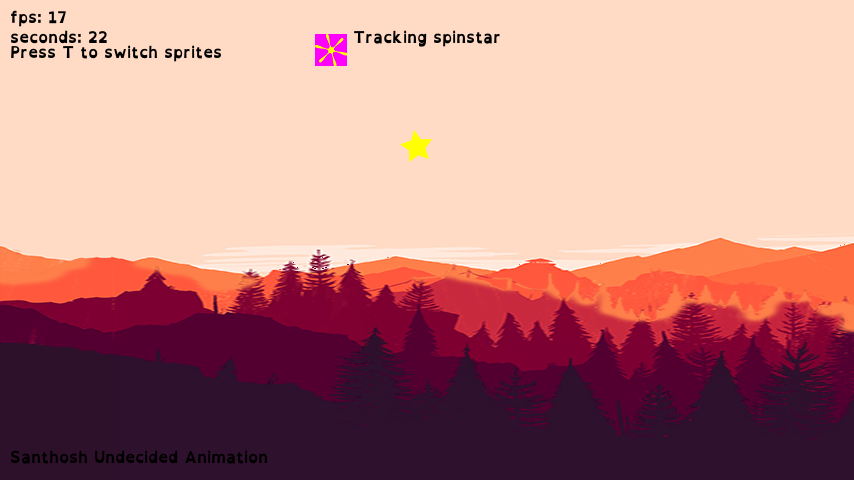 fps: 17
seconds: 22
Press T to switch sprites
Tracking spinstar
Santhosh Undecided Animation